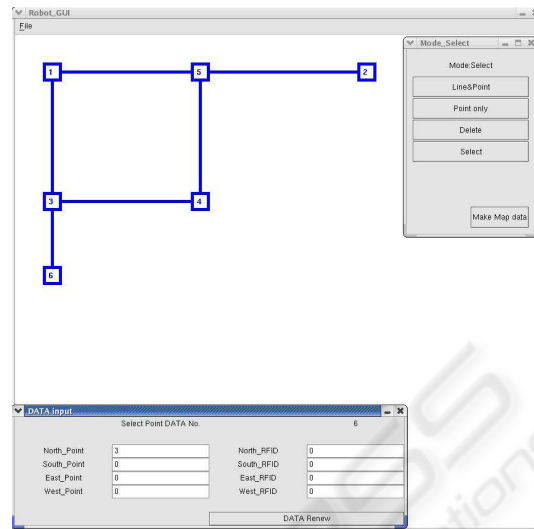 Robot_GUI
File
1
5
2
3
4
6
Mode_Select
Mode:Select
Line&Point
Point only
Delete
Select
Make Map data
DATA input
Select Point DATA No. 6
North_Point 3 North_RFID 0
South_Point 0 South_RFID 0
East_Point 0 East_RFID 0
West_Point 0 West_RFID 0
DATA Renew